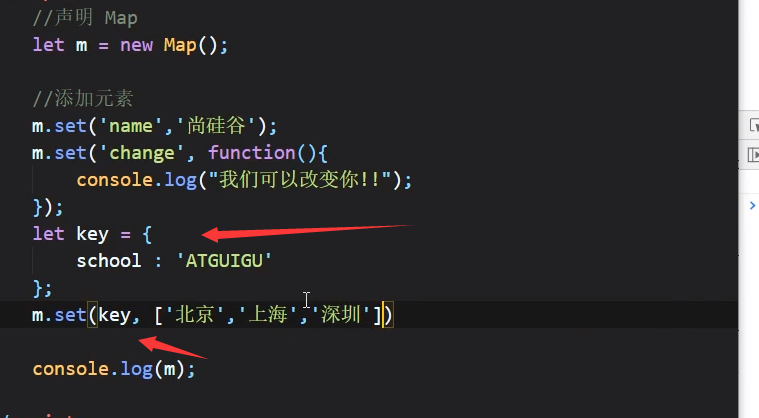 //声明 Map
let m = new Map();
//添加元素
m.set('name','尚硅谷');
m.set('change', function(){
console.log("我们可以改变你!!");
});
let key = {
school : 'ATGUIGU'
};
m.set(key, ['北京','上海','深圳'])
console.log(m);